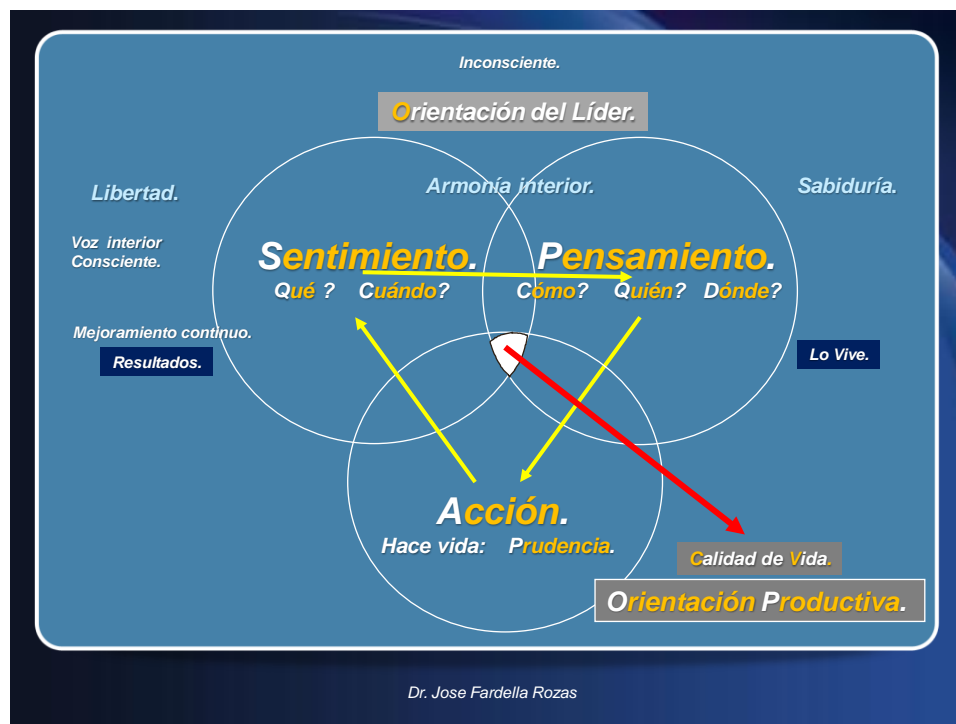 Inconsciente.
Orientación del Líder.
Libertad.
Armonía interior.
Sabiduría.
Voz interior
Consciente.
Sentimiento.
Pensamiento.
Qué ? Cuándo?
Cómo? Quién? Dónde?
Mejoramiento continuo.
Resultados.
Lo Vive.
Acción.
Hace vida: Prudencia.
Calidad de Vida.
Orientación Productiva.
Dr. Jose Fardella Rozas